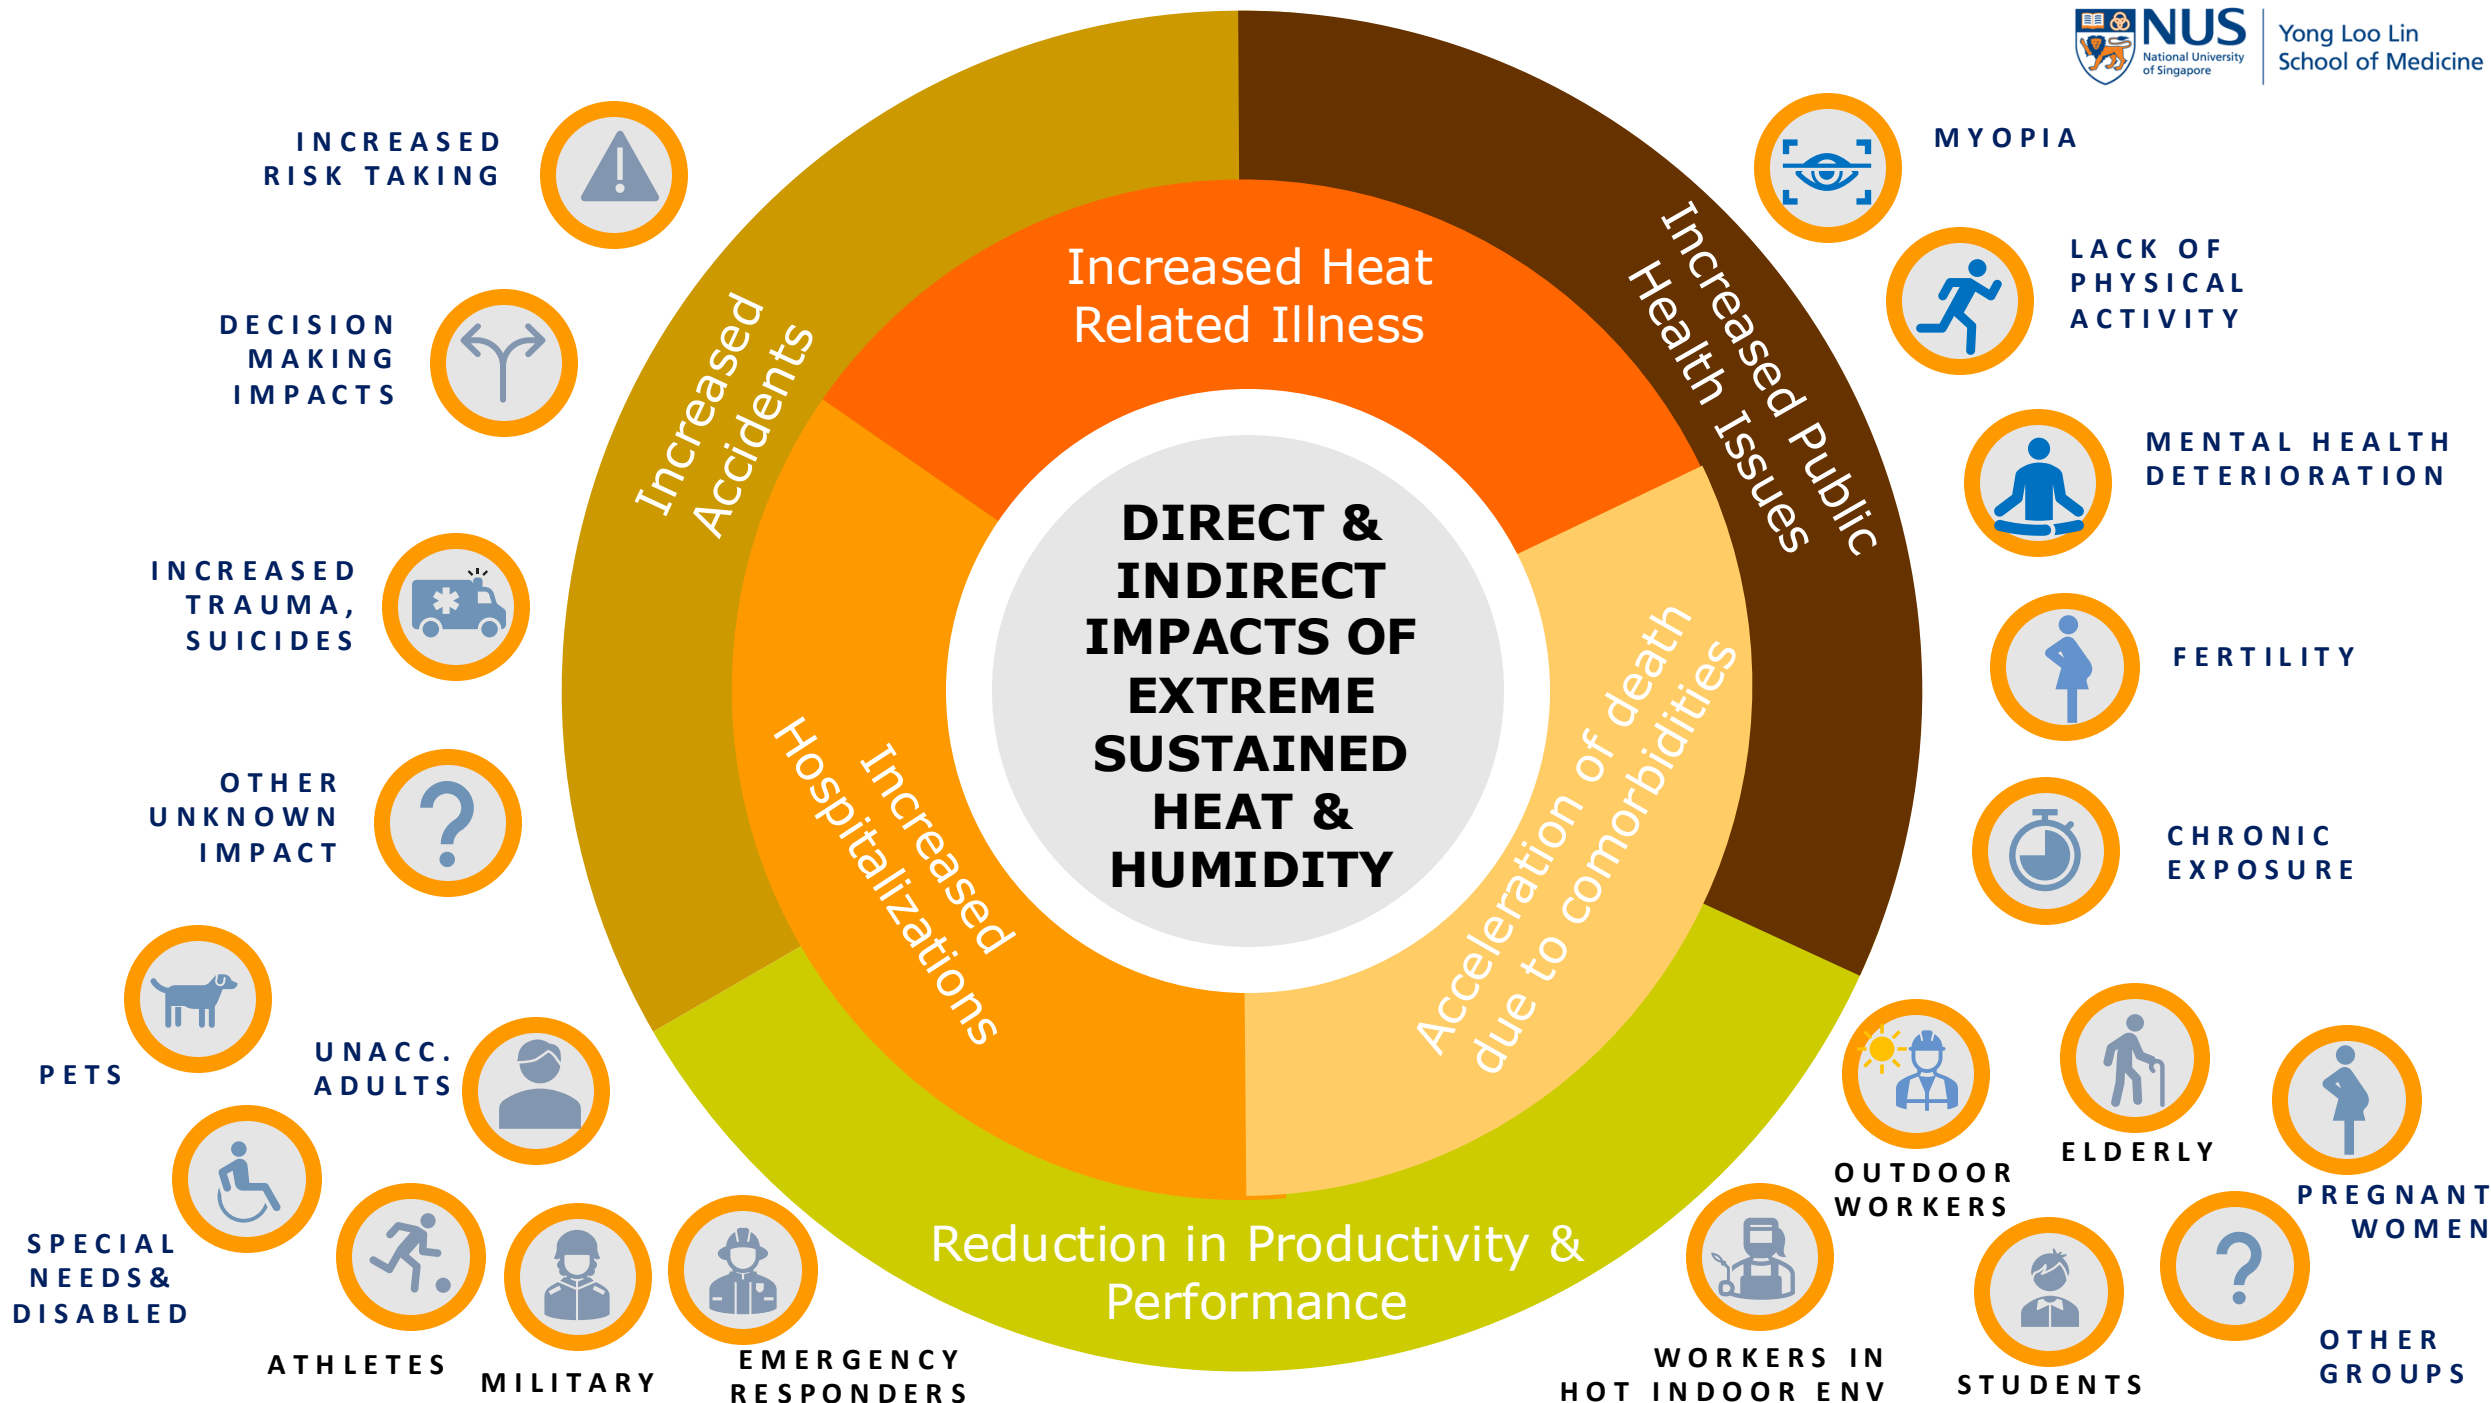 NUS
National University
of Singapore
Yong Loo Lin
School of Medicine
INCREASED
RISK TAKING
DECISION
MAKING
IMPACTS
INCREASED
TRAUMA,
SUICIDES
OTHER
UNKNOWN
IMPACT
Increased
Accidents
Increased Heat
Related Illness
Increased Public
Health Issues
DIRECT &
INDIRECT
IMPACTS OF
EXTREME
SUSTAINED
HEAT &
HUMIDITY
Increased
Hospitalizations
Acceleration of death
due to comorbidities
Reduction in Productivity &
Performance
MYOPIA
LACK OF
PHYSICAL
ACTIVITY
MENTAL HEALTH
DETERIORATION
FERTILITY
CHRONIC
EXPOSURE
PETS
UNACC.
ADULTS
SPECIAL
NEEDS&
DISABLED
ATHLETES
MILITARY
EMERGENCY
RESPONDERS
WORKERS IN
HOT INDOOR ENV
OUTDOOR
WORKERS
ELDERLY
STUDENTS
PREGNANT
WOMEN
OTHER
GROUPS